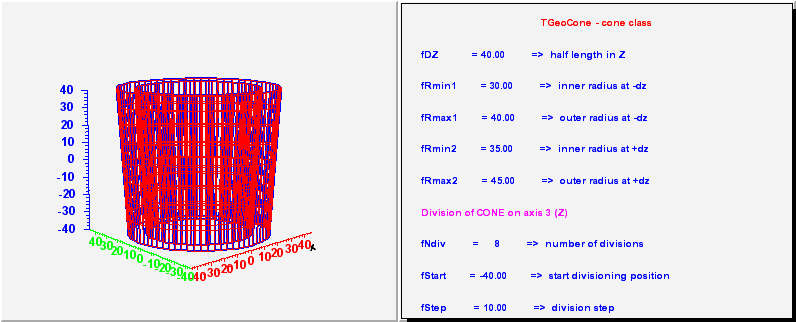 40
30
20
10
0
-10
-20
-30
-40
40 30 20 10 0 -10 -20 -30 -40
-40 -30 -20 -10 0 10 20 30 40
x
TGeoCone - cone class
fDZ = 40.00 => half length in Z
fRmin1 = 30.00 => inner radius at -dz
fRmax1 = 40.00 => outer radius at -dz
fRmin2 = 35.00 => inner radius at +dz
fRmax2 = 45.00 => outer radius at +dz
Division of CONE on axis 3 (Z)
fNdiv = 8 => number of divisions
fStart = -40.00 => start divisioning position
fStep = 10.00 => division step